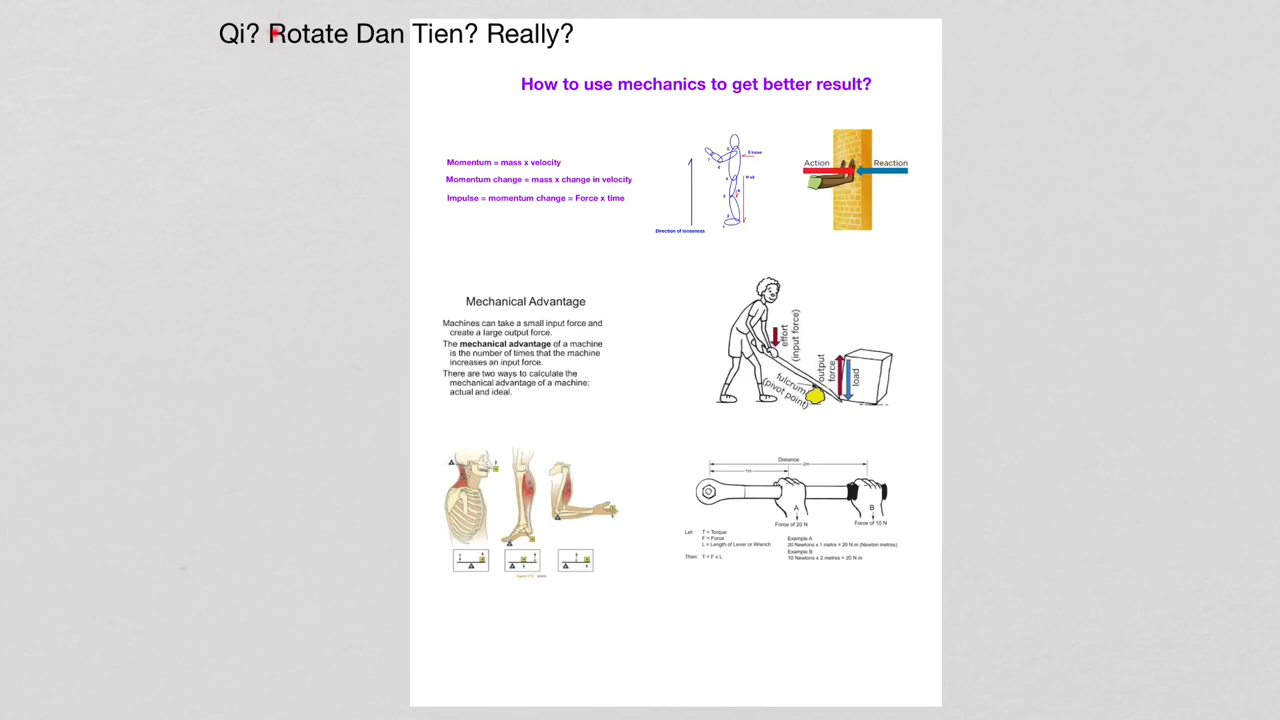 Qi? Rotate Dan Tien? Really?
How to use mechanics to get better result?
Momentum = mass x velocity
Momentum change = mass x change in velocity
Impulse = momentum change = Force x time
Direction of looseness
Action
Reaction
Mechanical Advantage
Machines can take a small input force and
create a large output force.
The mechanical advantage of a machine
is the number of times that the machine
increases an input force.
There are two ways to calculate the
mechanical advantage of a machine:
actual and ideal.
effort
(input force)
fulcrum
(pivot point)
output
force
load
Distance
2m
1m
A
B
Force of 20 N
Force of 10 N
Let:
T = Torque
F = Force
L = Length of Lever or Wrench
Then:
T = F x L
Example A
20 Newtons x 1 metre = 20 N.m (Newton metres)
Example B
10 Newtons x 2 metres = 20 N.m